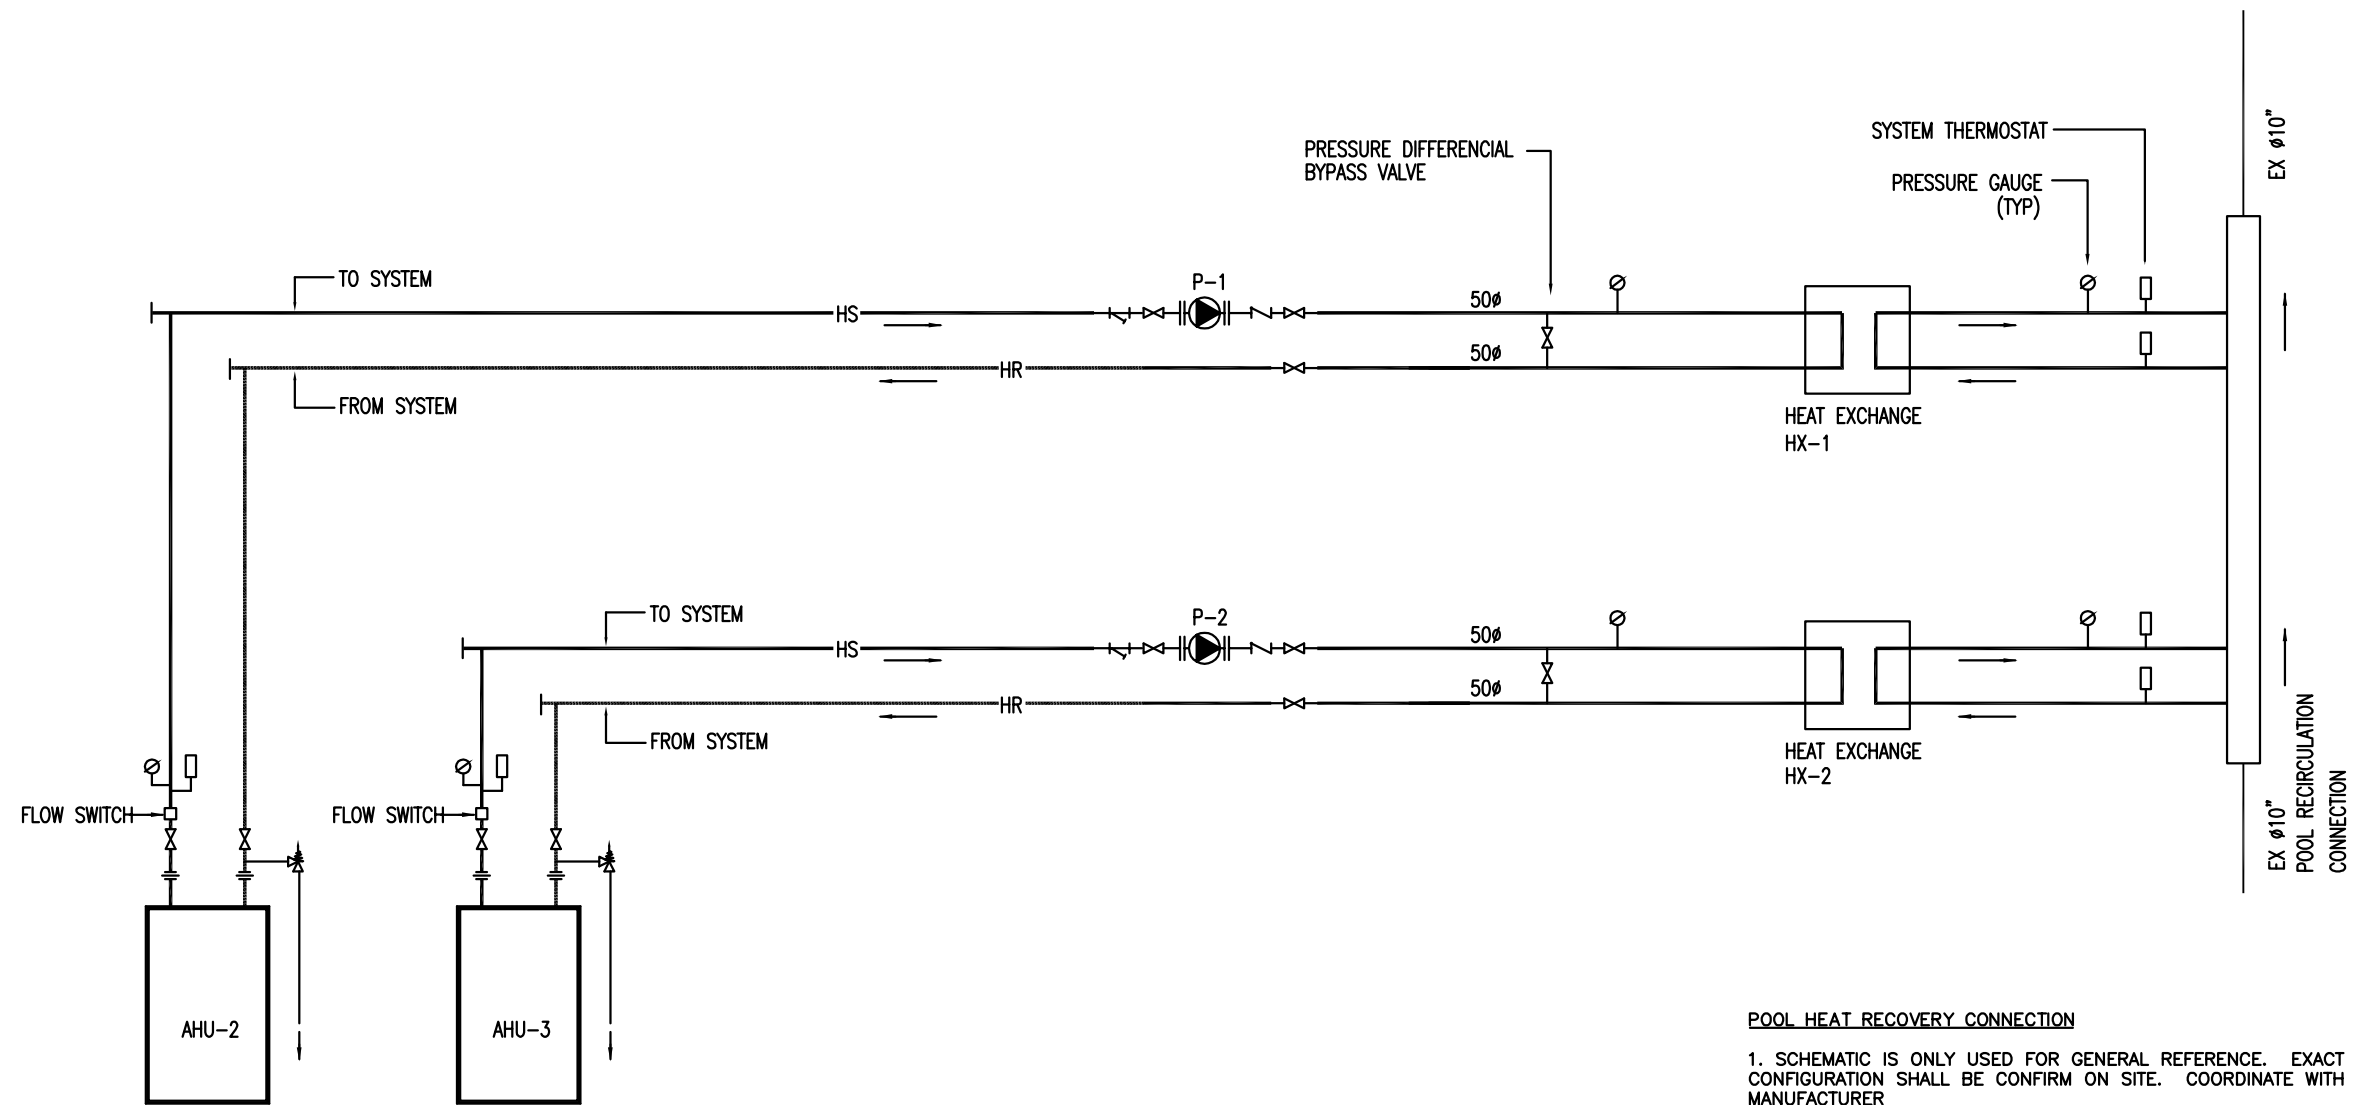 EX ø10"
SYSTEM THERMOSTAT
PRESSURE DIFFERENCIAL
BYPASS VALVE
PRESSURE GAUGE
(TYP)
TO SYSTEM
P-1
50ø
HS
50ø
HR
FROM SYSTEM
HEAT EXCHANGE
HX-1
TO SYSTEM
P-2
50ø
HS
50ø
HR
FROM SYSTEM
HEAT EXCHANGE
HX-2
EX ø10"
POOL RECIRCULATION
CONNECTION
FLOW SWITCH
FLOW SWITCH
AHU-2
AHU-3
POOL HEAT RECOVERY CONNECTION
1. SCHEMATIC IS ONLY USED FOR GENERAL REFERENCE. EXACT
CONFIGURATION SHALL BE CONFIRM ON SITE. COORDINATE WITH
MANUFACTURER